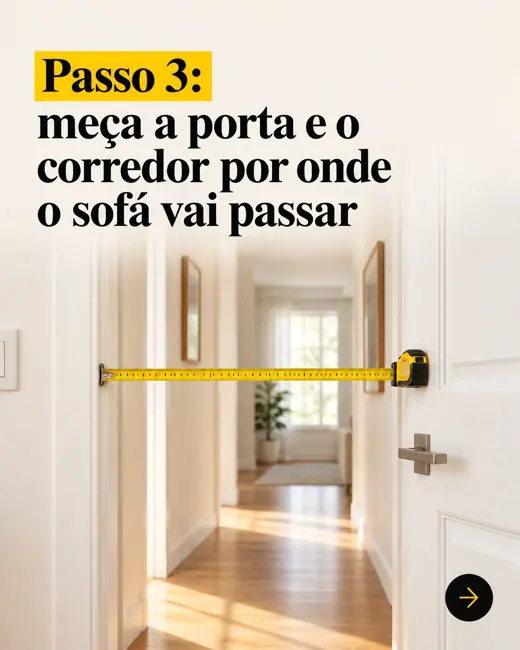 Passo 3:
meça a porta e o
corredor por onde
o sofá vai passar